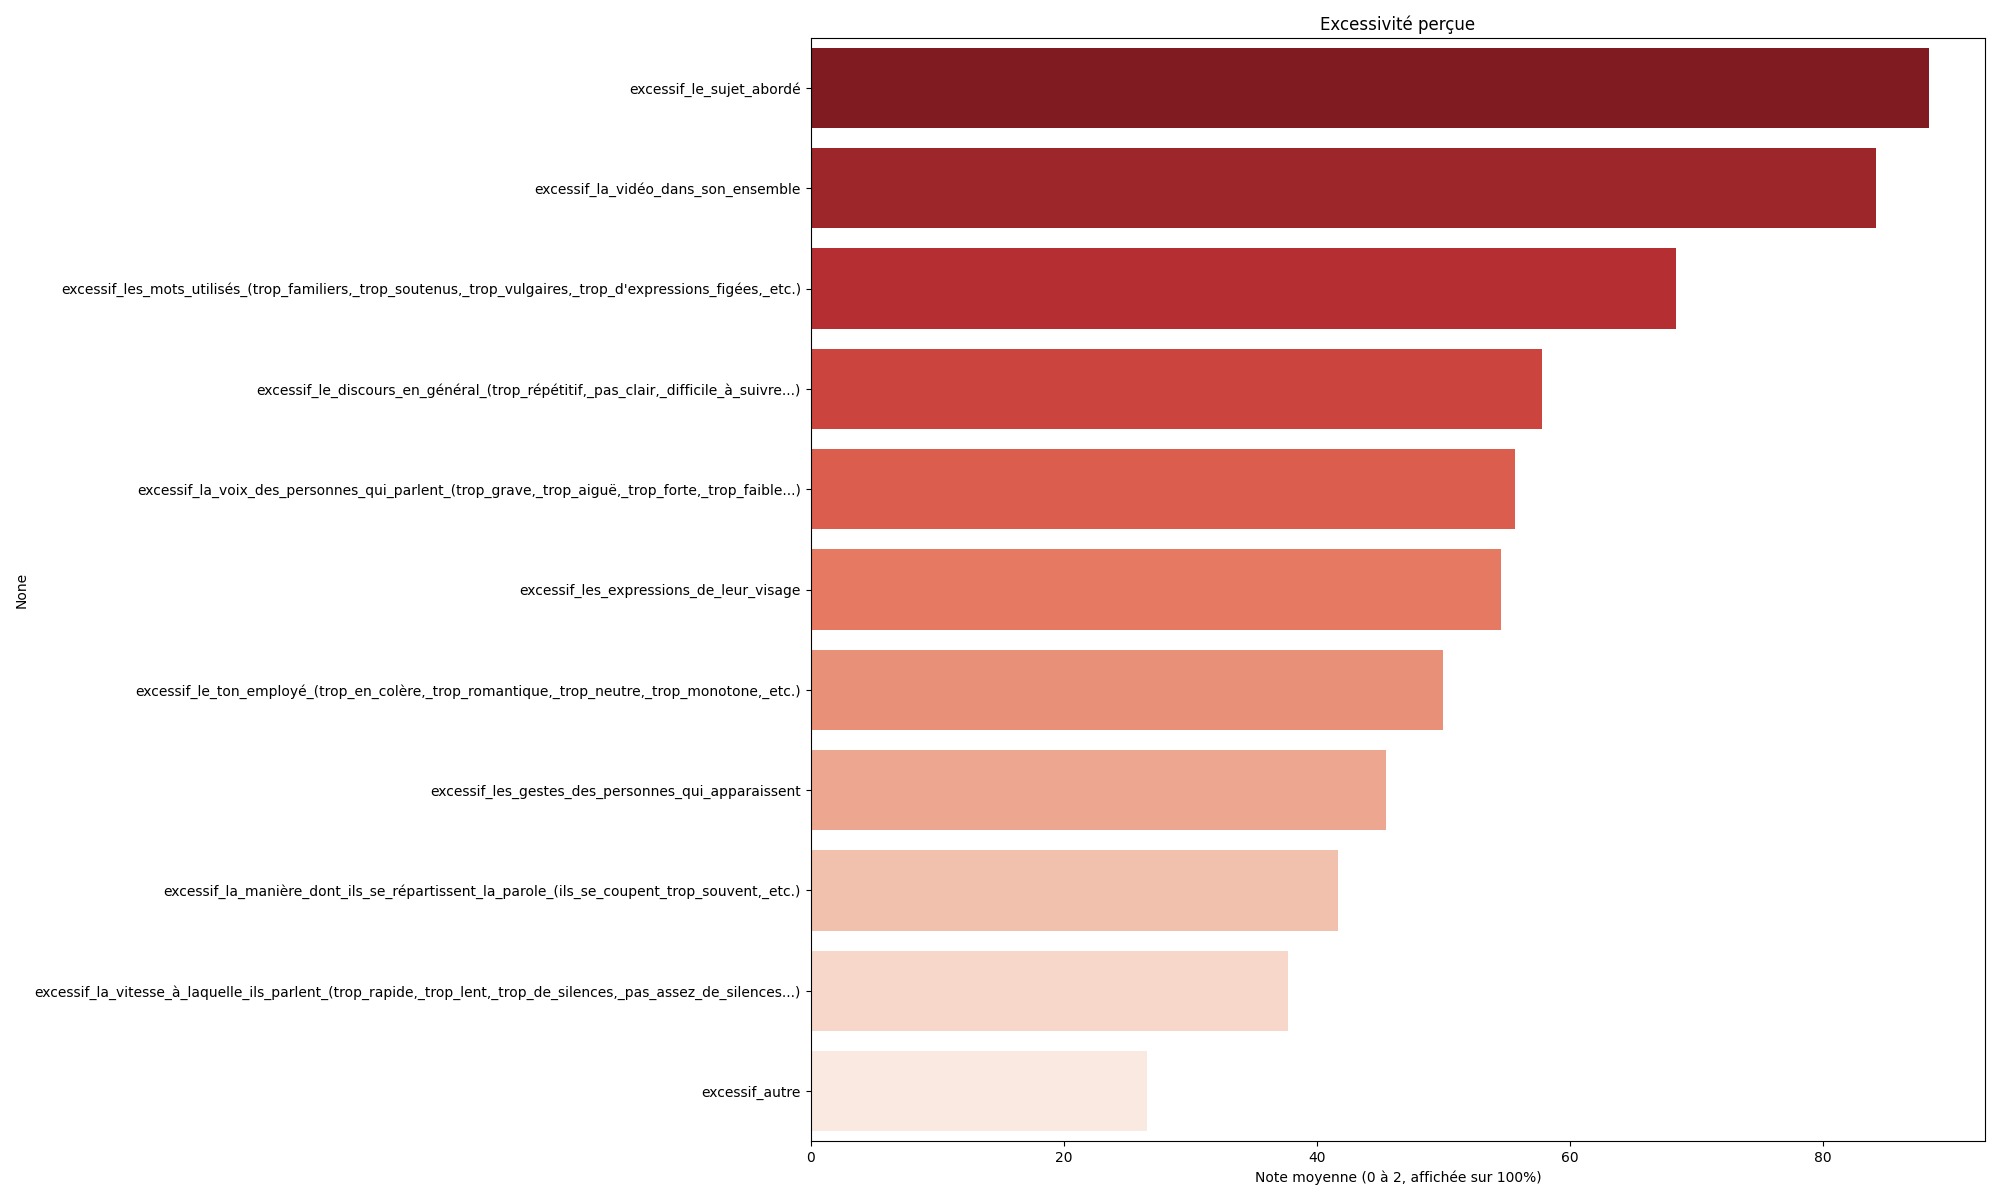 Excessivité perçue
excessif_le_sujet_abordé
excessif_la_vidéo_dans_son_ensemble
excessif_les_mots_utilisés_(trop_familiers,_trop_soutenus,_trop_vulgaires,_trop_d'expressions_figées,_etc.)
excessif_le_discours_en_général_(trop_répétitif,_pas_clair,_difficile_à_suivre...)
excessif_la_voix_des_personnes_qui_parlent_(trop_grave,_trop_aiguë,_trop_forte,_trop_faible...)
excessif_les_expressions_de_leur_visage
excessif_le_ton_employé_(trop_en_colère,_trop_romantique,_trop_neutre,_trop_monotone,_etc.)
excessif_les_gestes_des_personnes_qui_apparaissent
excessif_la_manière_dont_ils_se_répartissent_la_parole_(ils_se_coupent_trop_souvent,_etc.)
excessif_la_vitesse_à_laquelle_ils_parlent_(trop_rapide,_trop_lent,_trop_de_silences,_pas_assez_de_silences...)
excessif_autre
None
0 20 40 60 80
Note moyenne (0 à 2, affichée sur 100%)